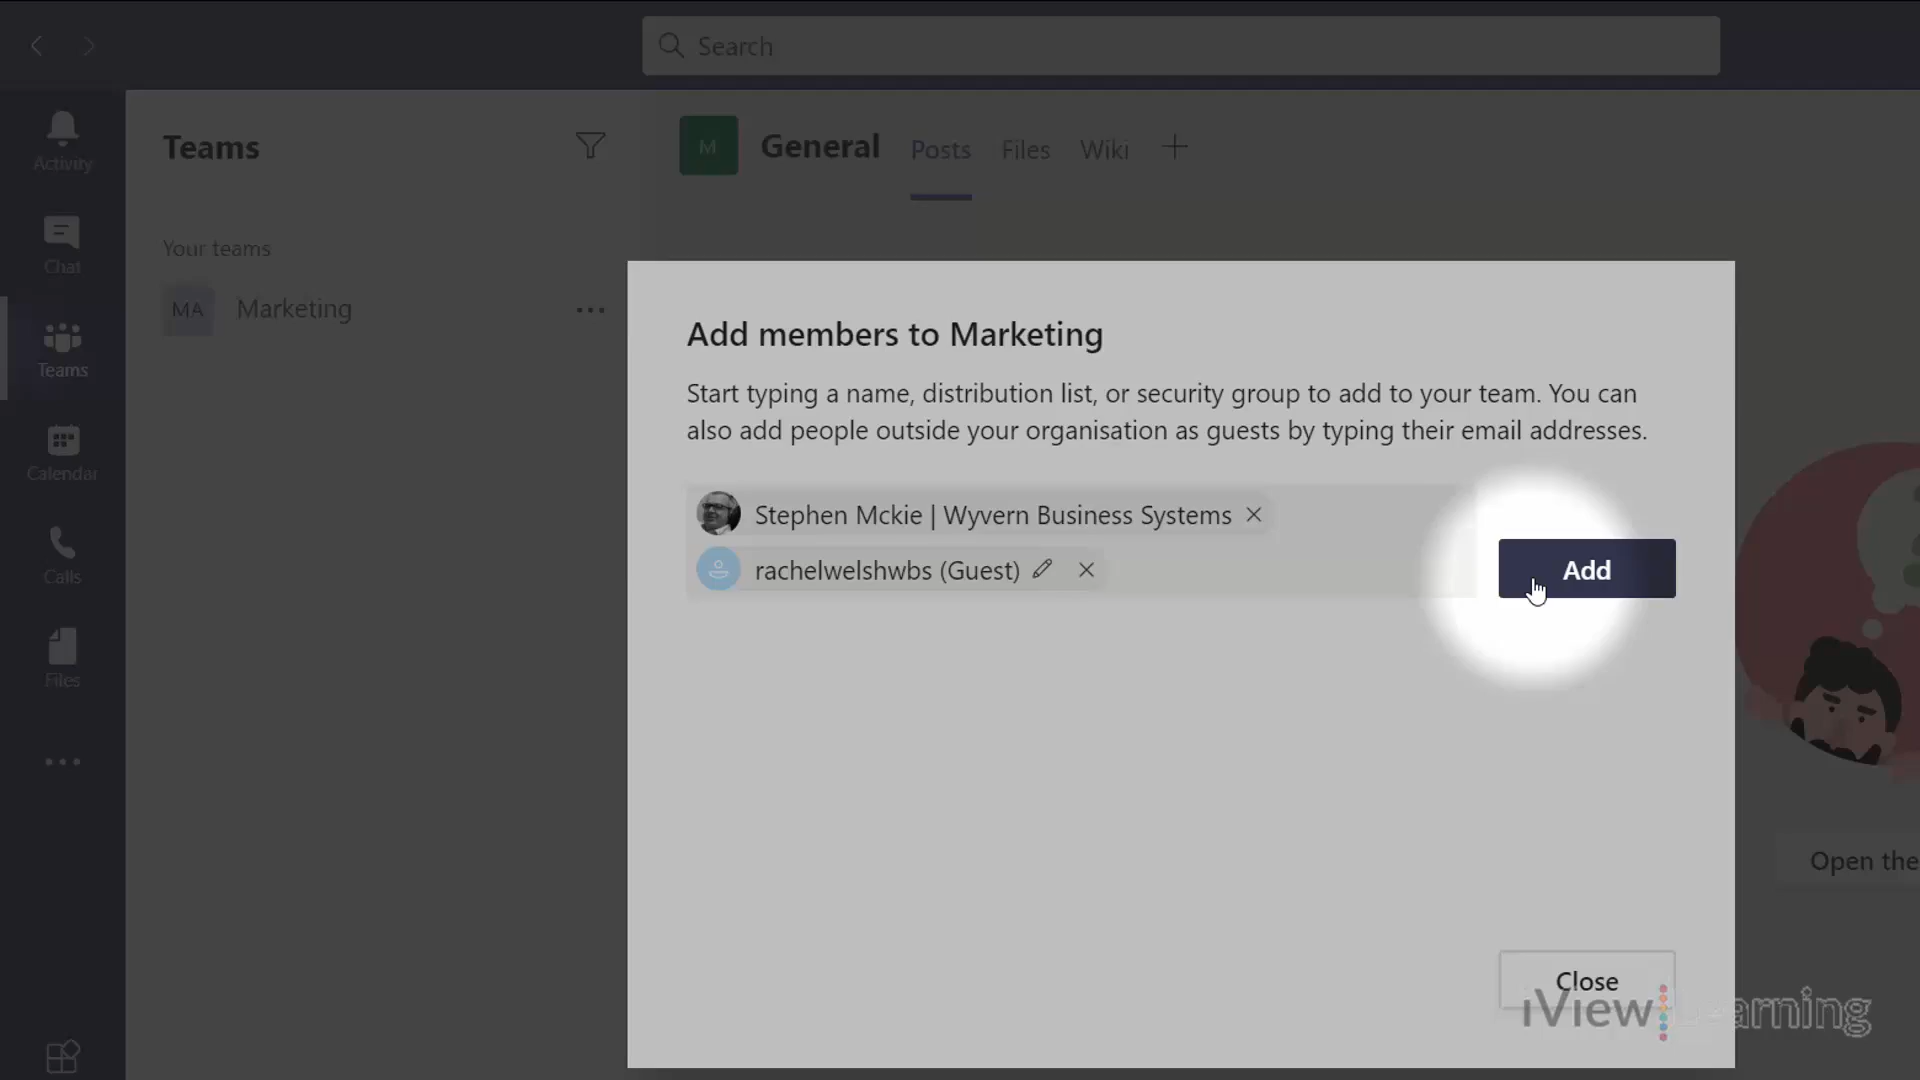 Search
Activity
Chat
Teams
Calendar
Calls
Files
Teams
Your teams
MA Marketing
M General Posts Files Wiki
Add members to Marketing
Start typing a name, distribution list, or security group to add to your team. You can
also add people outside your organisation as guests by typing their email addresses.
Stephen Mckie | Wyvern Business Systems
rachelwelshwbs (Guest)
Add
Open the
Close
iView Learning